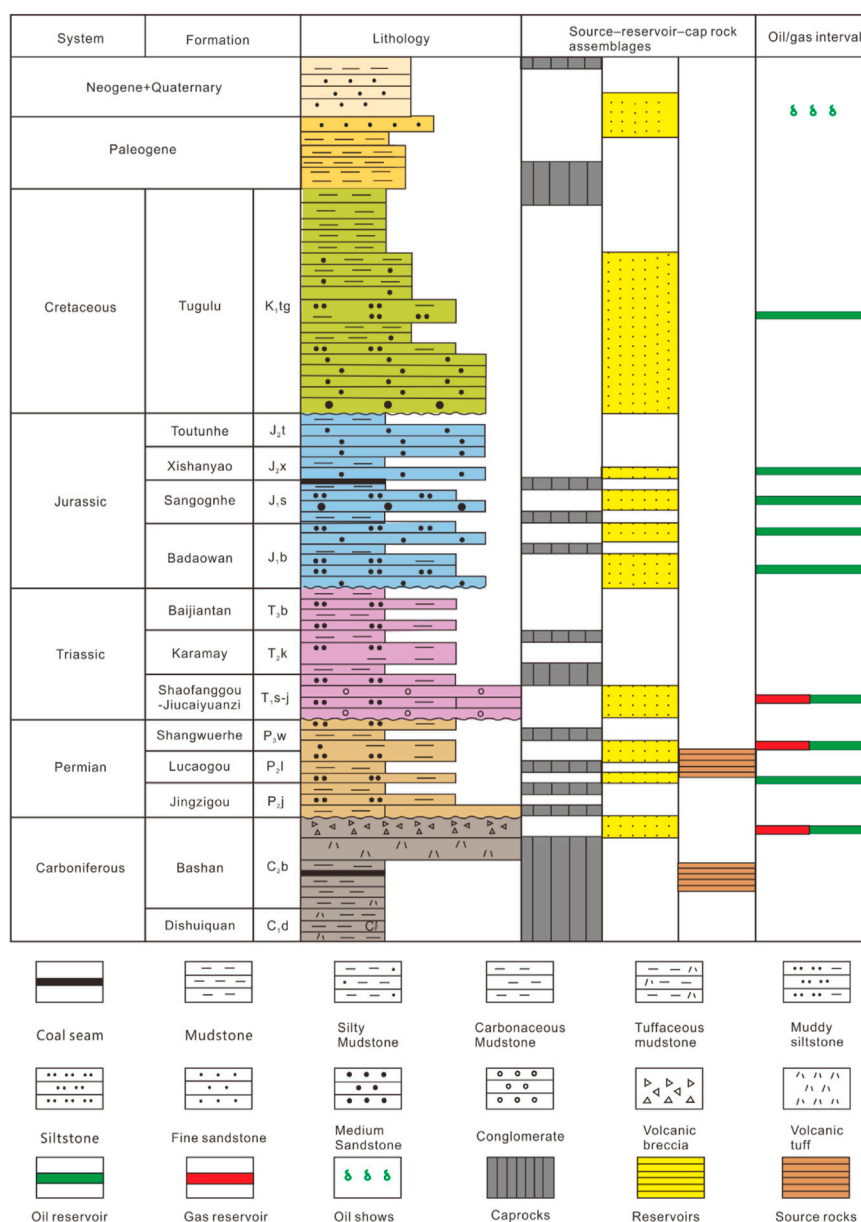 System Formation Lithology Source–reservoir–cap rock Oil/gas interval
assemblages
Neogene+Quaternary
Paleogene
Cretaceous Tugulu K₁tg
Toutunhe J₂t
Xishanyao J₂x
Jurassic Sangognhe J₁s
Badaowan J₁b
Baijiantan T₃b
Karamay T₂k
Triassic
Shaofanggou T₁s-j
-Jiucaiyuanzi
Shangwuerhe P₃w
Permian Lucaogou P₂l
Jingzigou P₂j
Carboniferous Bashan C₂b
Dishuiquan C₁d
C/
Coal seam Mudstone Silty Carbonaceous Tuffaceous Muddy
Mudstone Mudstone mudstone siltstone
Siltstone Fine sandstone Medium Conglomerate Volcanic Volcanic
Sandstone breccia tuff
Oil reservoir Gas reservoir Oil shows Caprocks Reservoirs Source rocks